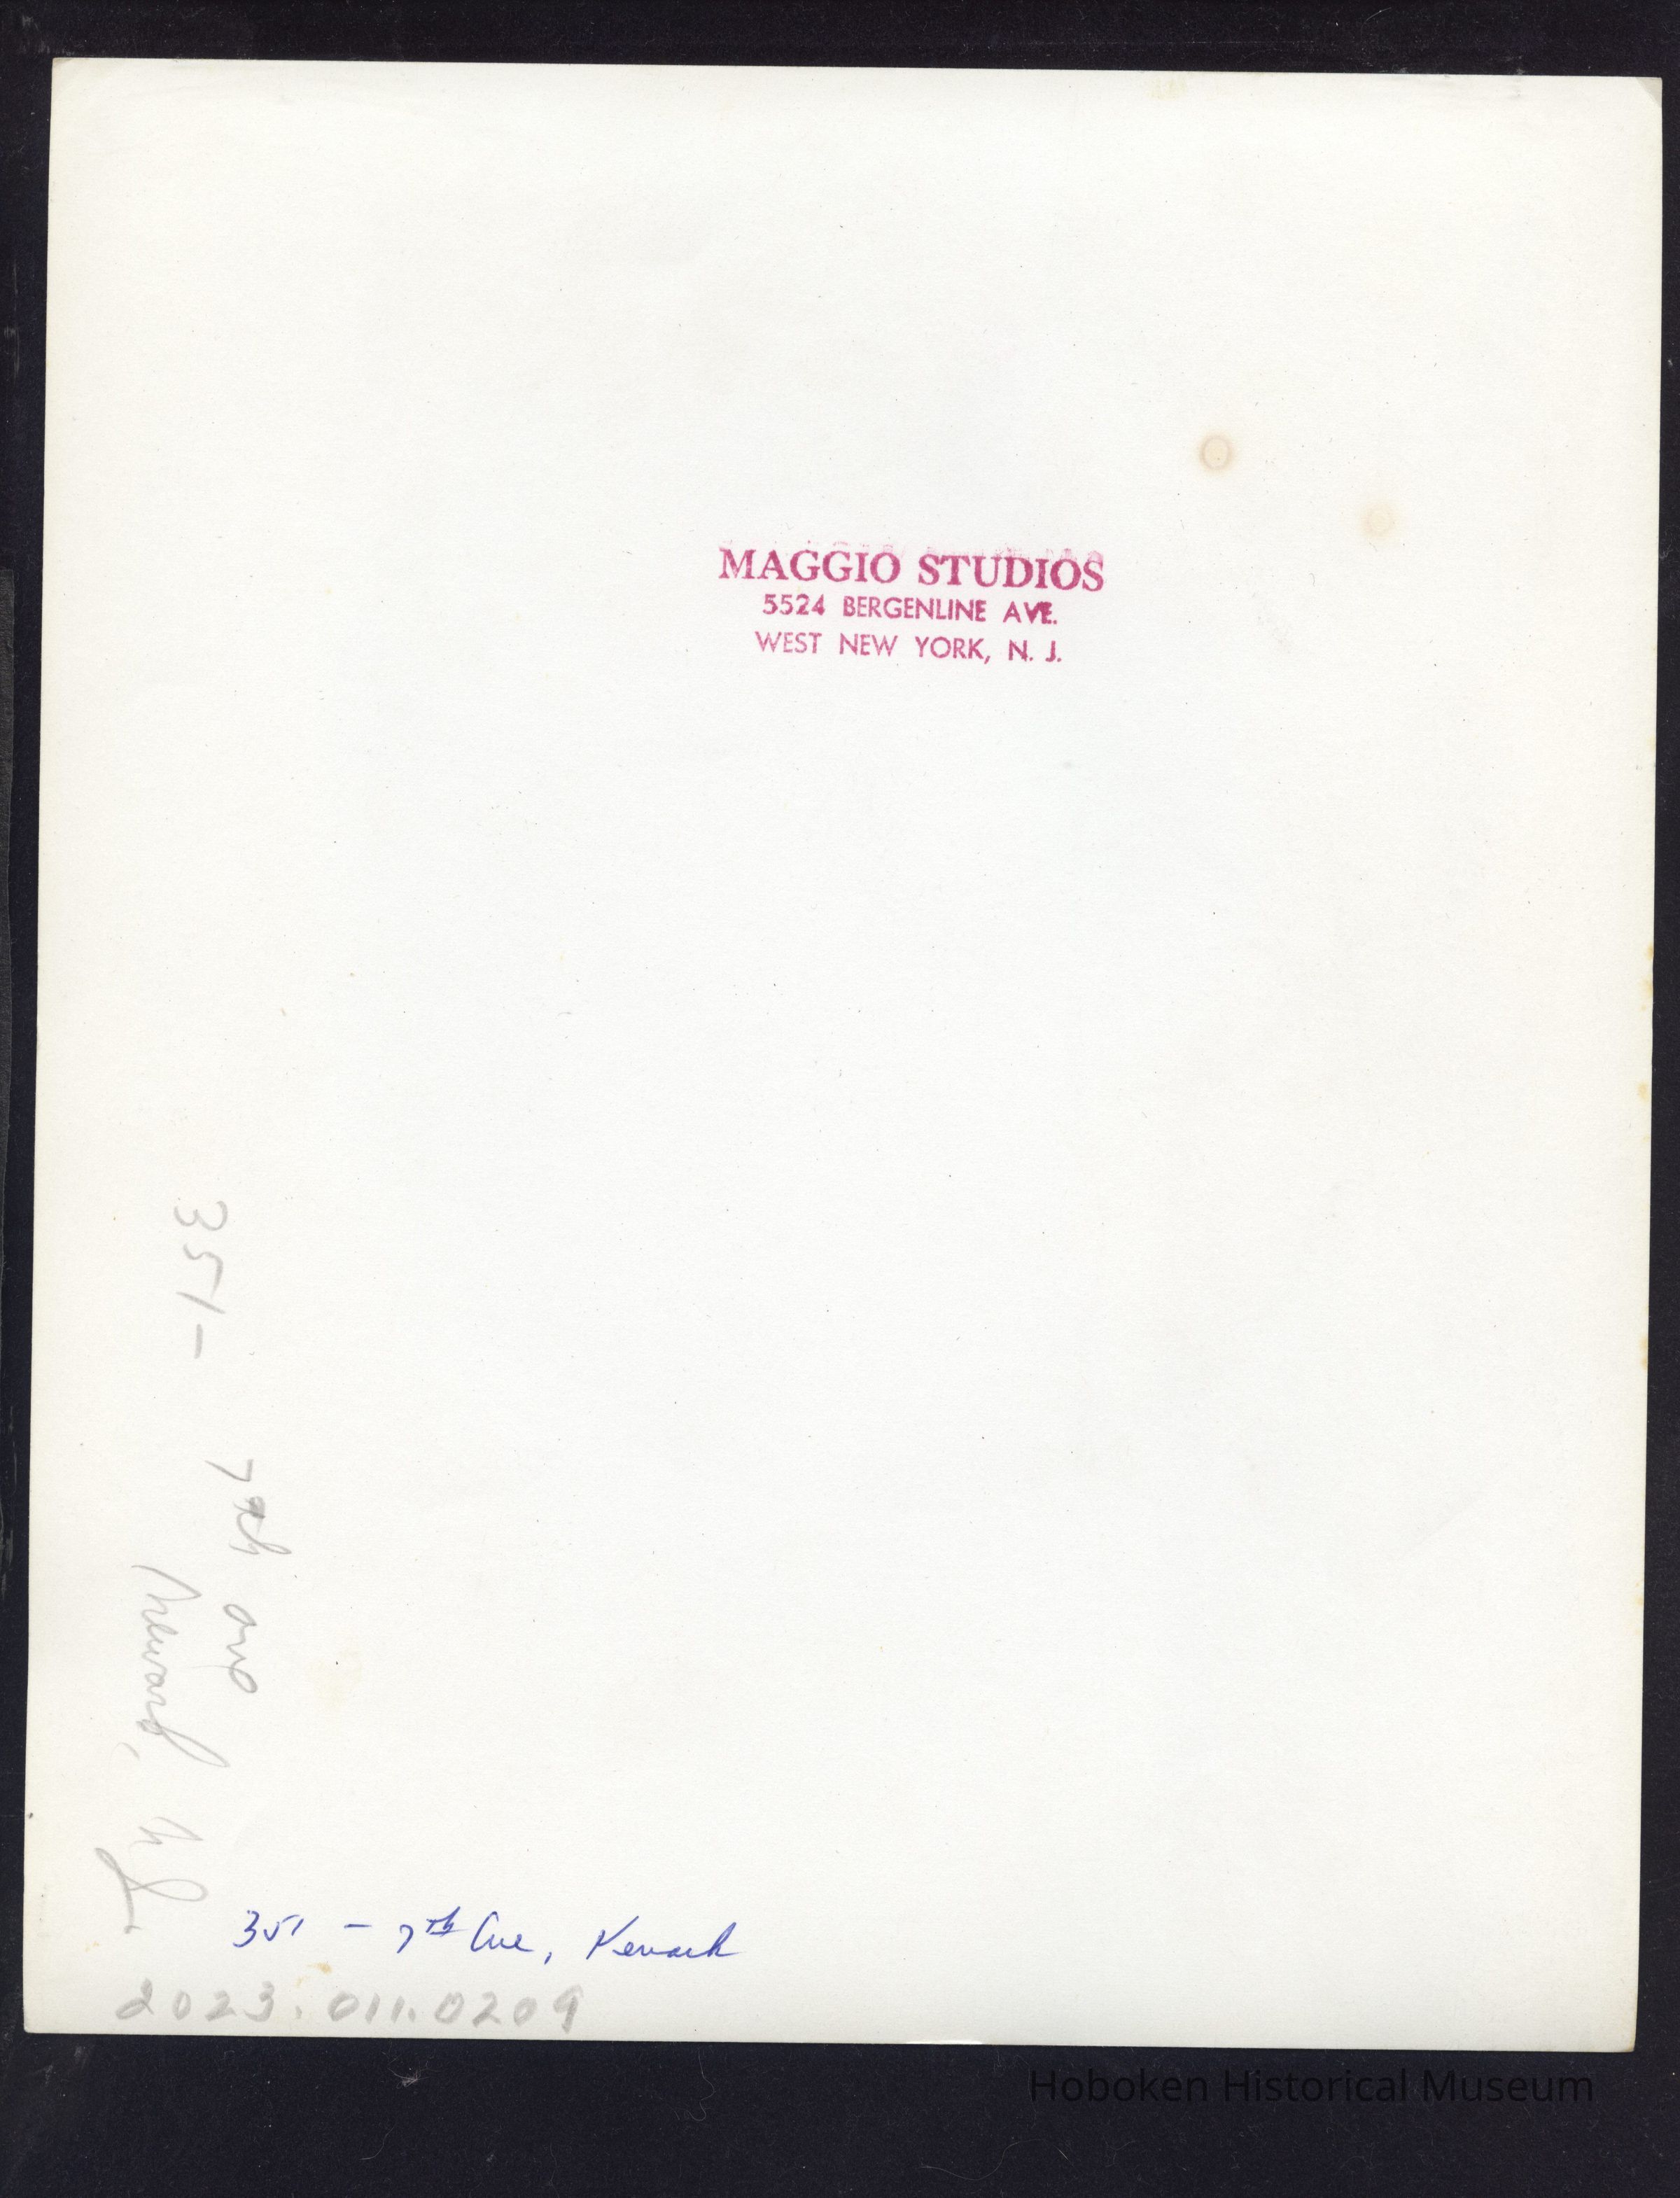 MAGGIO STUDIOS
5524 BERGENLINE AVE.
WEST NEW YORK, N. J.
351- 7th ave
Newark, NJ
351 - 7th Ave, Newark
2023.011.0209
Hoboken Historical Museum